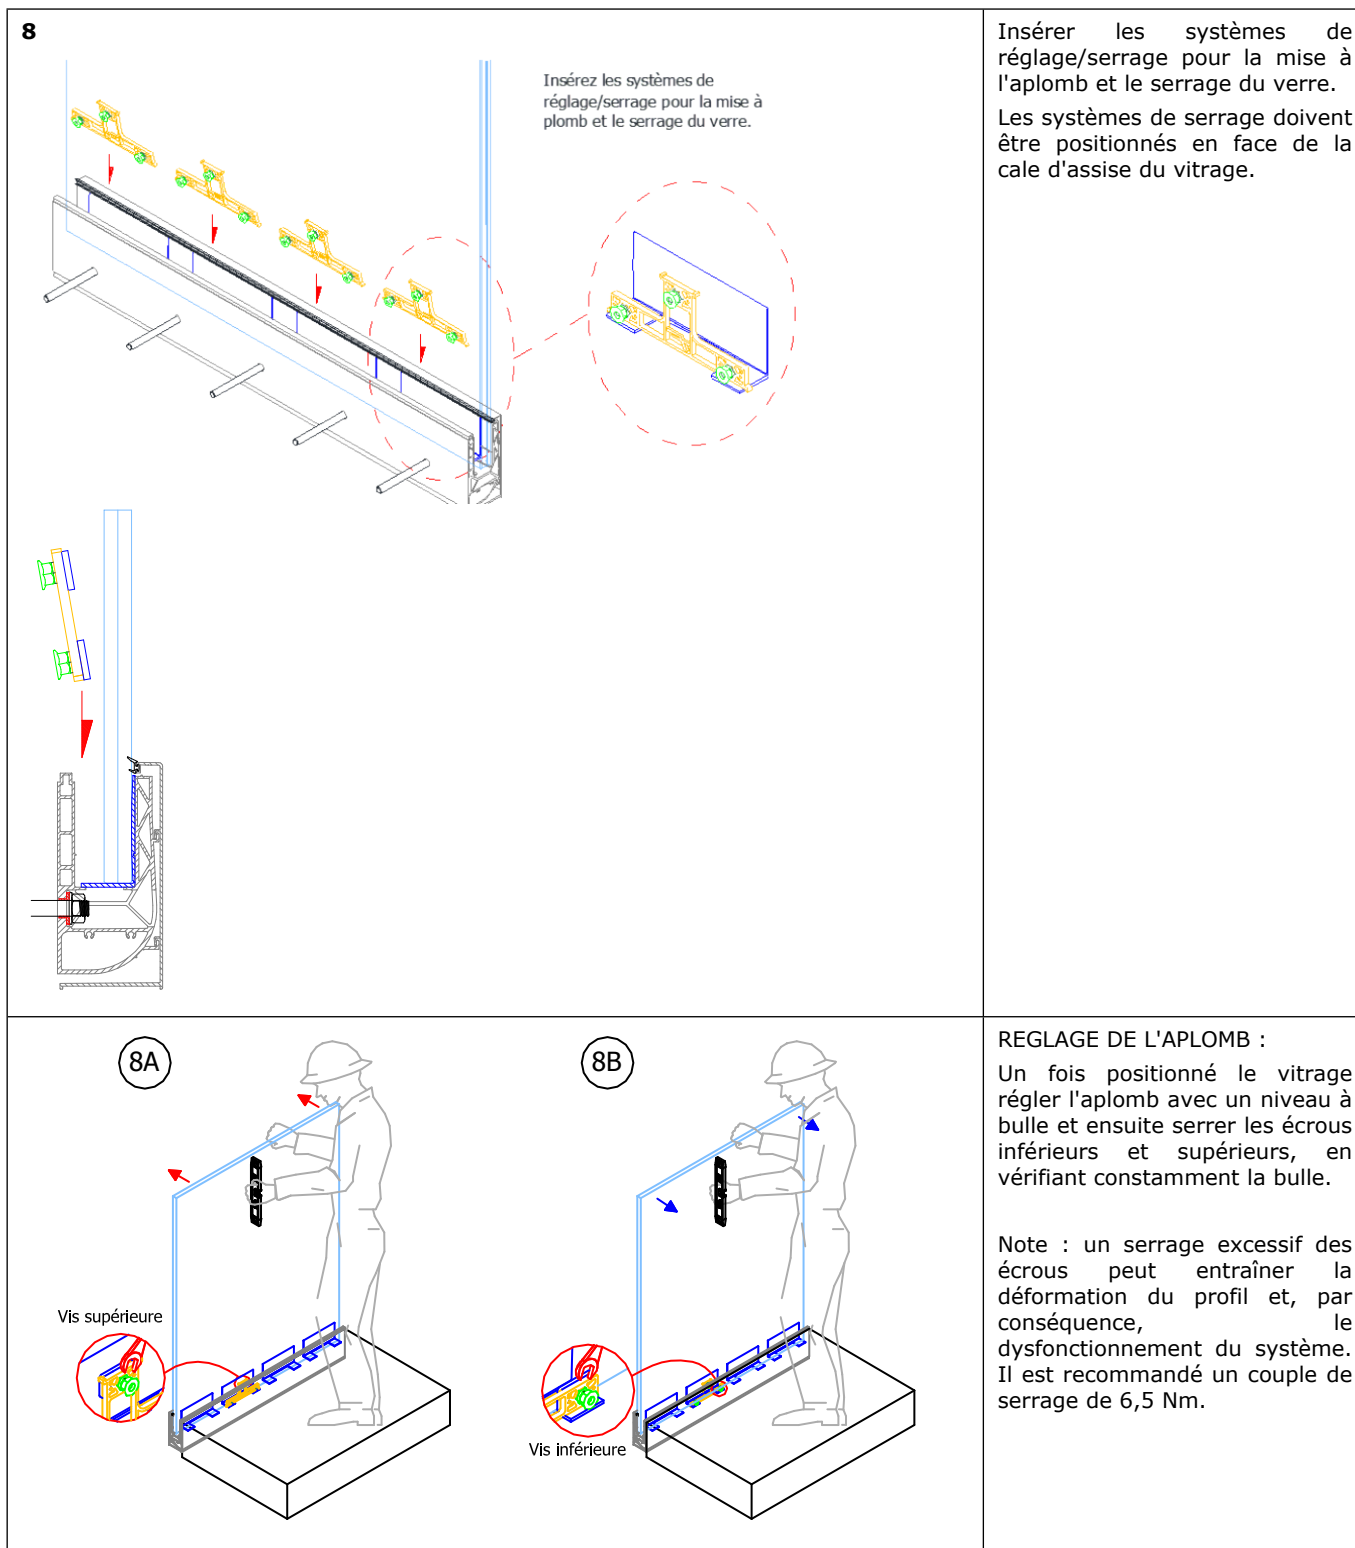 8
Insérez les systèmes de
réglage/serrage pour la mise à
plomb et le serrage du verre.
Insérer les systèmes de
réglage/serrage pour la mise à
l'aplomb et le serrage du verre.
Les systèmes de serrage doivent
être positionnés en face de la
cale d'assise du vitrage.
8A
Vis supérieure
8B
Vis inférieure
REGLAGE DE L'APLOMB :
Un fois positionné le vitrage
régler l'aplomb avec un niveau à
bulle et ensuite serrer les écrous
inférieurs et supérieurs, en
vérifiant constamment la bulle.
Note : un serrage excessif des
écrous peut entraîner la
déformation du profil et, par
conséquence, le
dysfonctionnement du système.
Il est recommandé un couple de
serrage de 6,5 Nm.